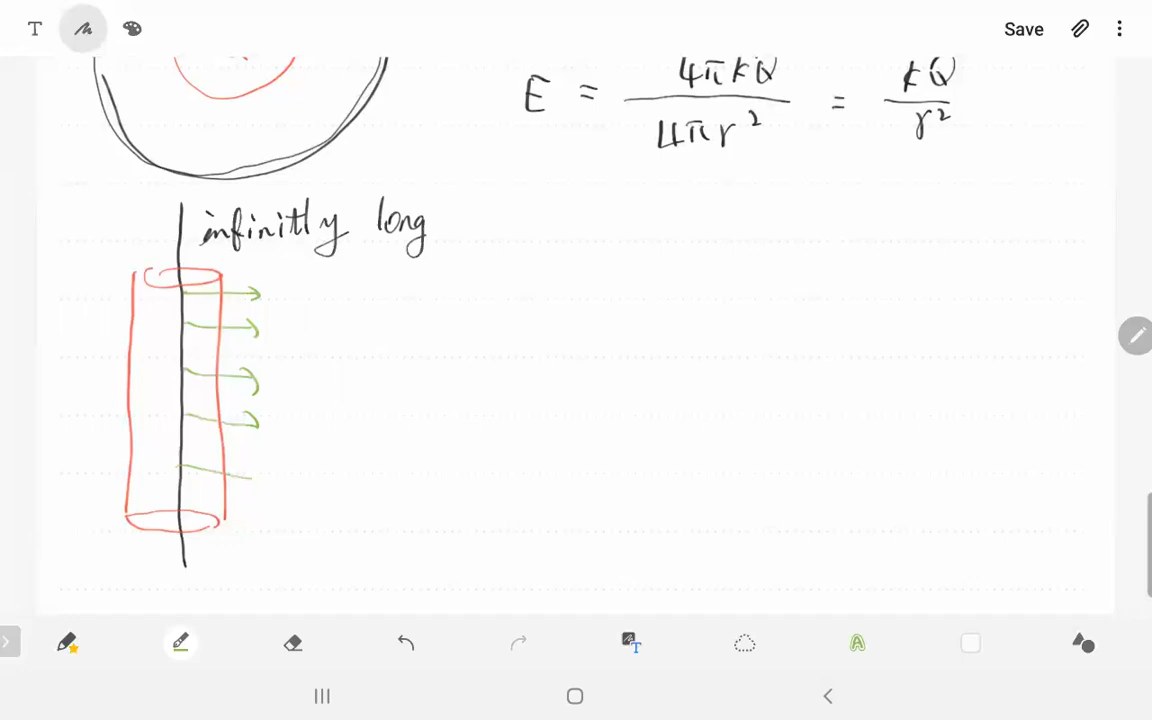 T
Save
E = 4πkQ / 4πr² = kQ / r²
infinitly long
T
A